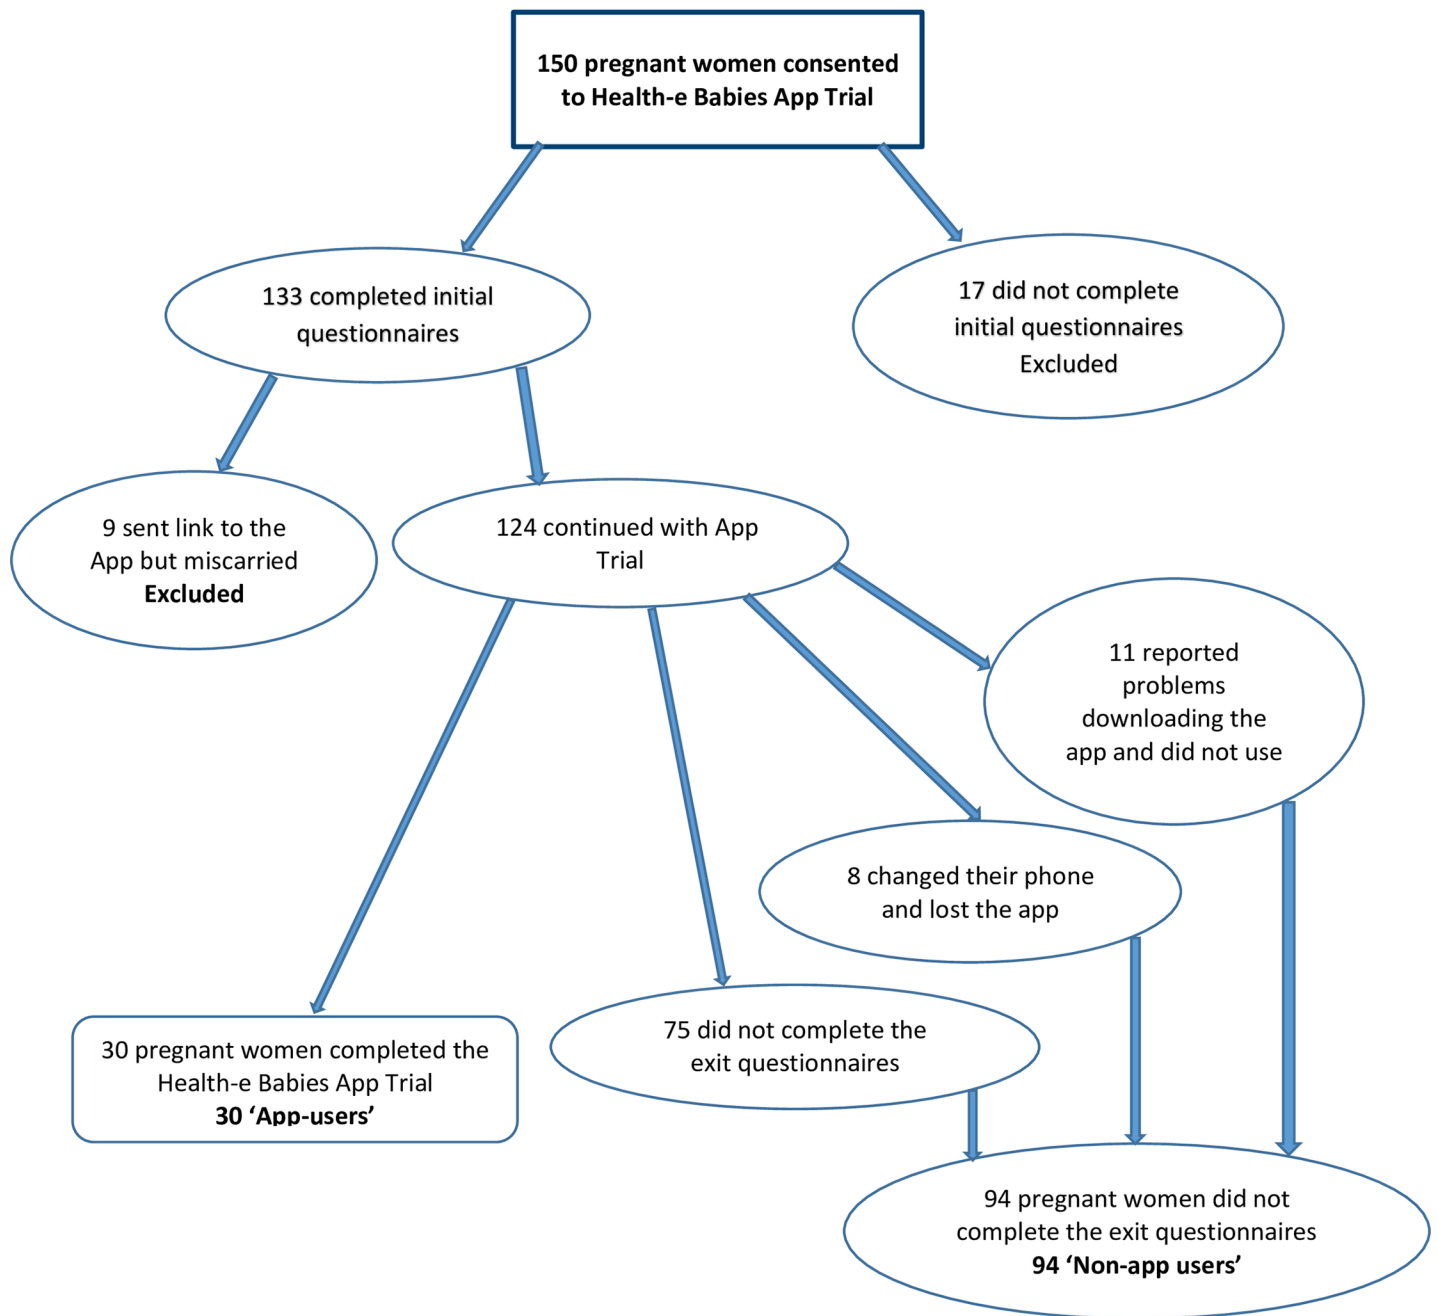 150 pregnant women consented
to Health-e Babies App Trial
133 completed initial
questionnaires
17 did not complete
initial questionnaires
Excluded
9 sent link to the
App but miscarried
Excluded
124 continued with App
Trial
11 reported
problems
downloading the
app and did not use
8 changed their phone
and lost the app
75 did not complete the
exit questionnaires
30 pregnant women completed the
Health-e Babies App Trial
30 ‘App-users’
94 pregnant women did not
complete the exit questionnaires
94 ‘Non-app users’